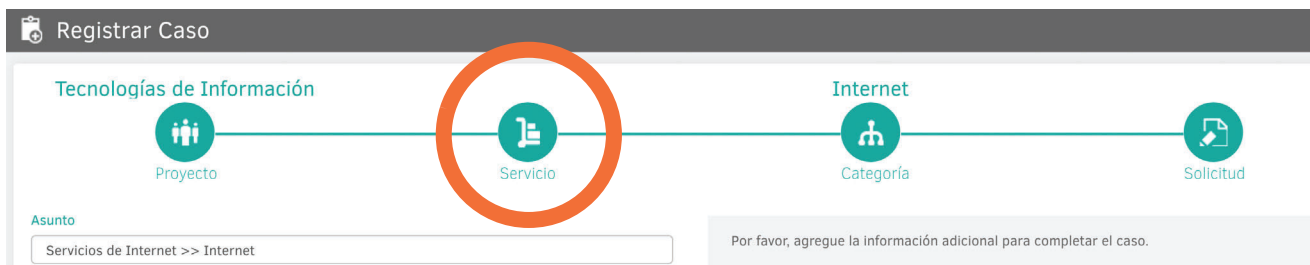 Registrar Caso
Tecnologías de Información
Internet
Proyecto
Servicio
Categoría
Solicitud
Asunto
Servicios de Internet >> Internet
Por favor, agregue la información adicional para completar el caso.